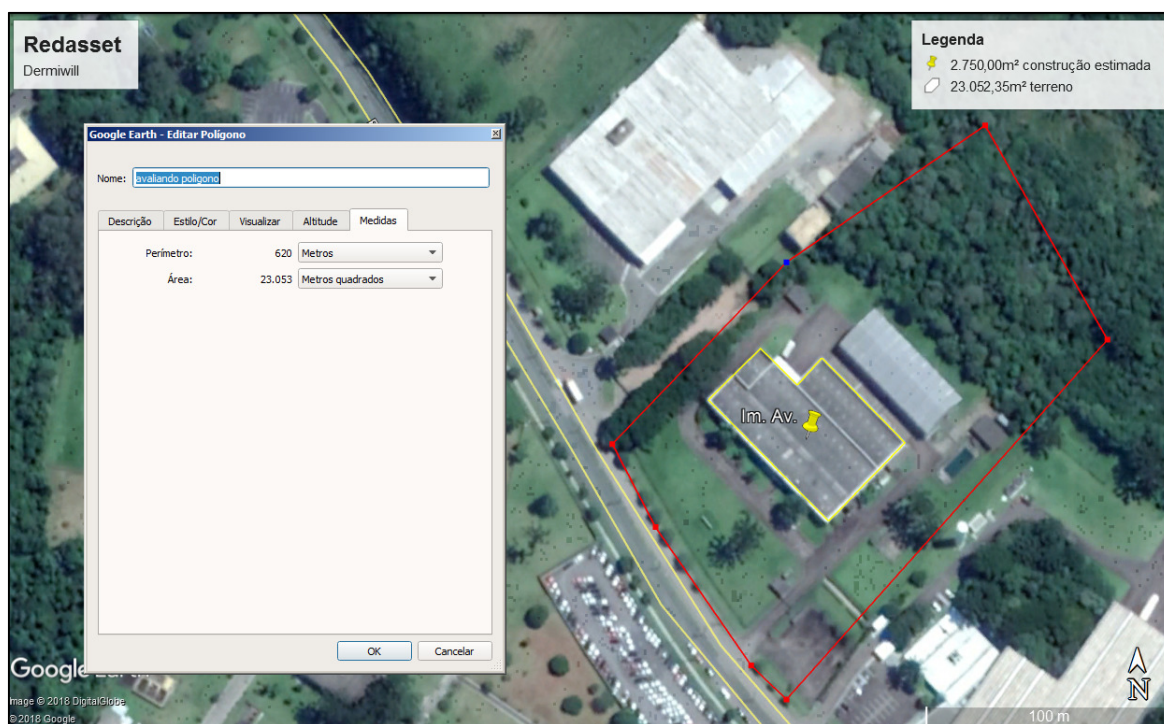 Redasset
Dermiwill
Legenda
2.750,00m² construção estimada
23.052,35m² terreno
Google Earth - Editar Polígono
Nome: avaliando poligono
Descrição Estilo/Cor Visualizar Altitude Medidas
Perímetro: 620 Metros
Área: 23.053 Metros quadrados
OK Cancelar
Im. Av.
Google Earth
Image © 2018 DigitalGlobe
© 2018 Google
N
100 m